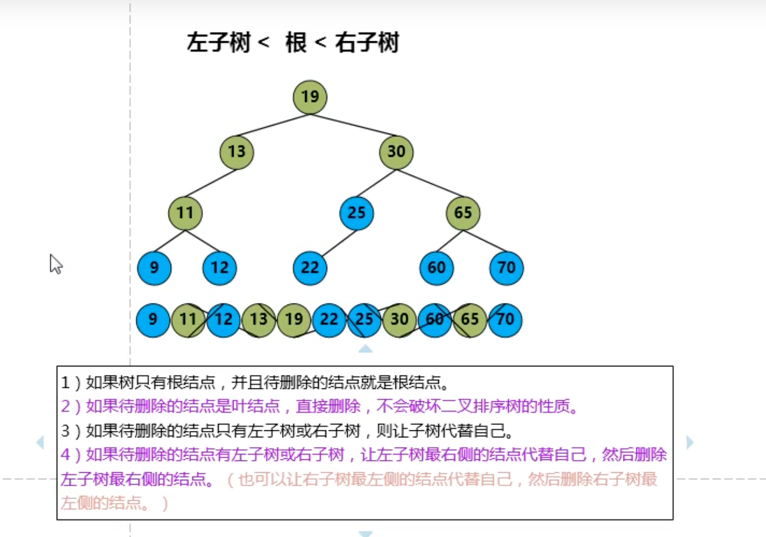 左子树 < 根 < 右子树
19
13 30
11 25 65
9 12 22 60 70
9 11 12 13 19 22 25 30 60 65 70
1）如果树只有根结点，并且待删除的结点就是根结点。
2）如果待删除的结点是叶结点，直接删除，不会破坏二叉排序树的性质。
3）如果待删除的结点只有左子树或右子树，则让子树代替自己。
4）如果待删除的结点有左子树或右子树，让左子树最右侧的结点代替自己，然后删除
左子树最右侧的结点。（也可以让右子树最左侧的结点代替自己，然后删除右子树最
左侧的结点。）